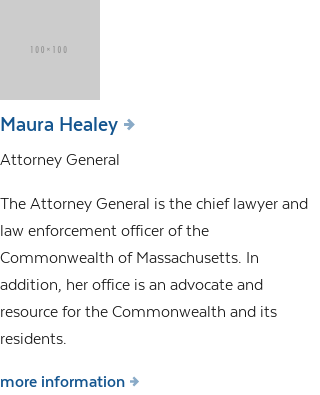 100×100
Maura Healey
Attorney General
The Attorney General is the chief lawyer and
law enforcement officer of the
Commonwealth of Massachusetts. In
addition, her office is an advocate and
resource for the Commonwealth and its
residents.
more information